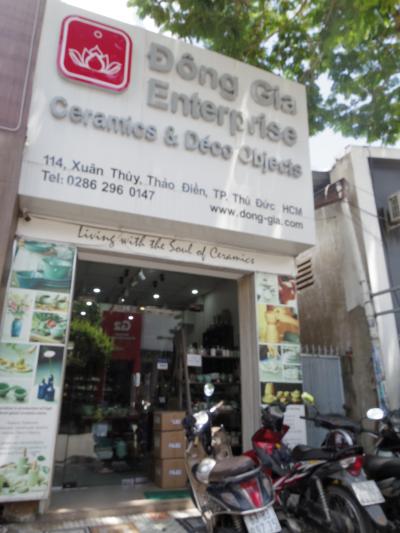 Đông Gia
Enterprise
Ceramics & Déco Objects
114, Xuân Thủy, Thảo Điền, TP. Thủ Đức HCM
Tel: 0286 296 0147
www.dong-gia.com
Living with the Soul of Ceramics